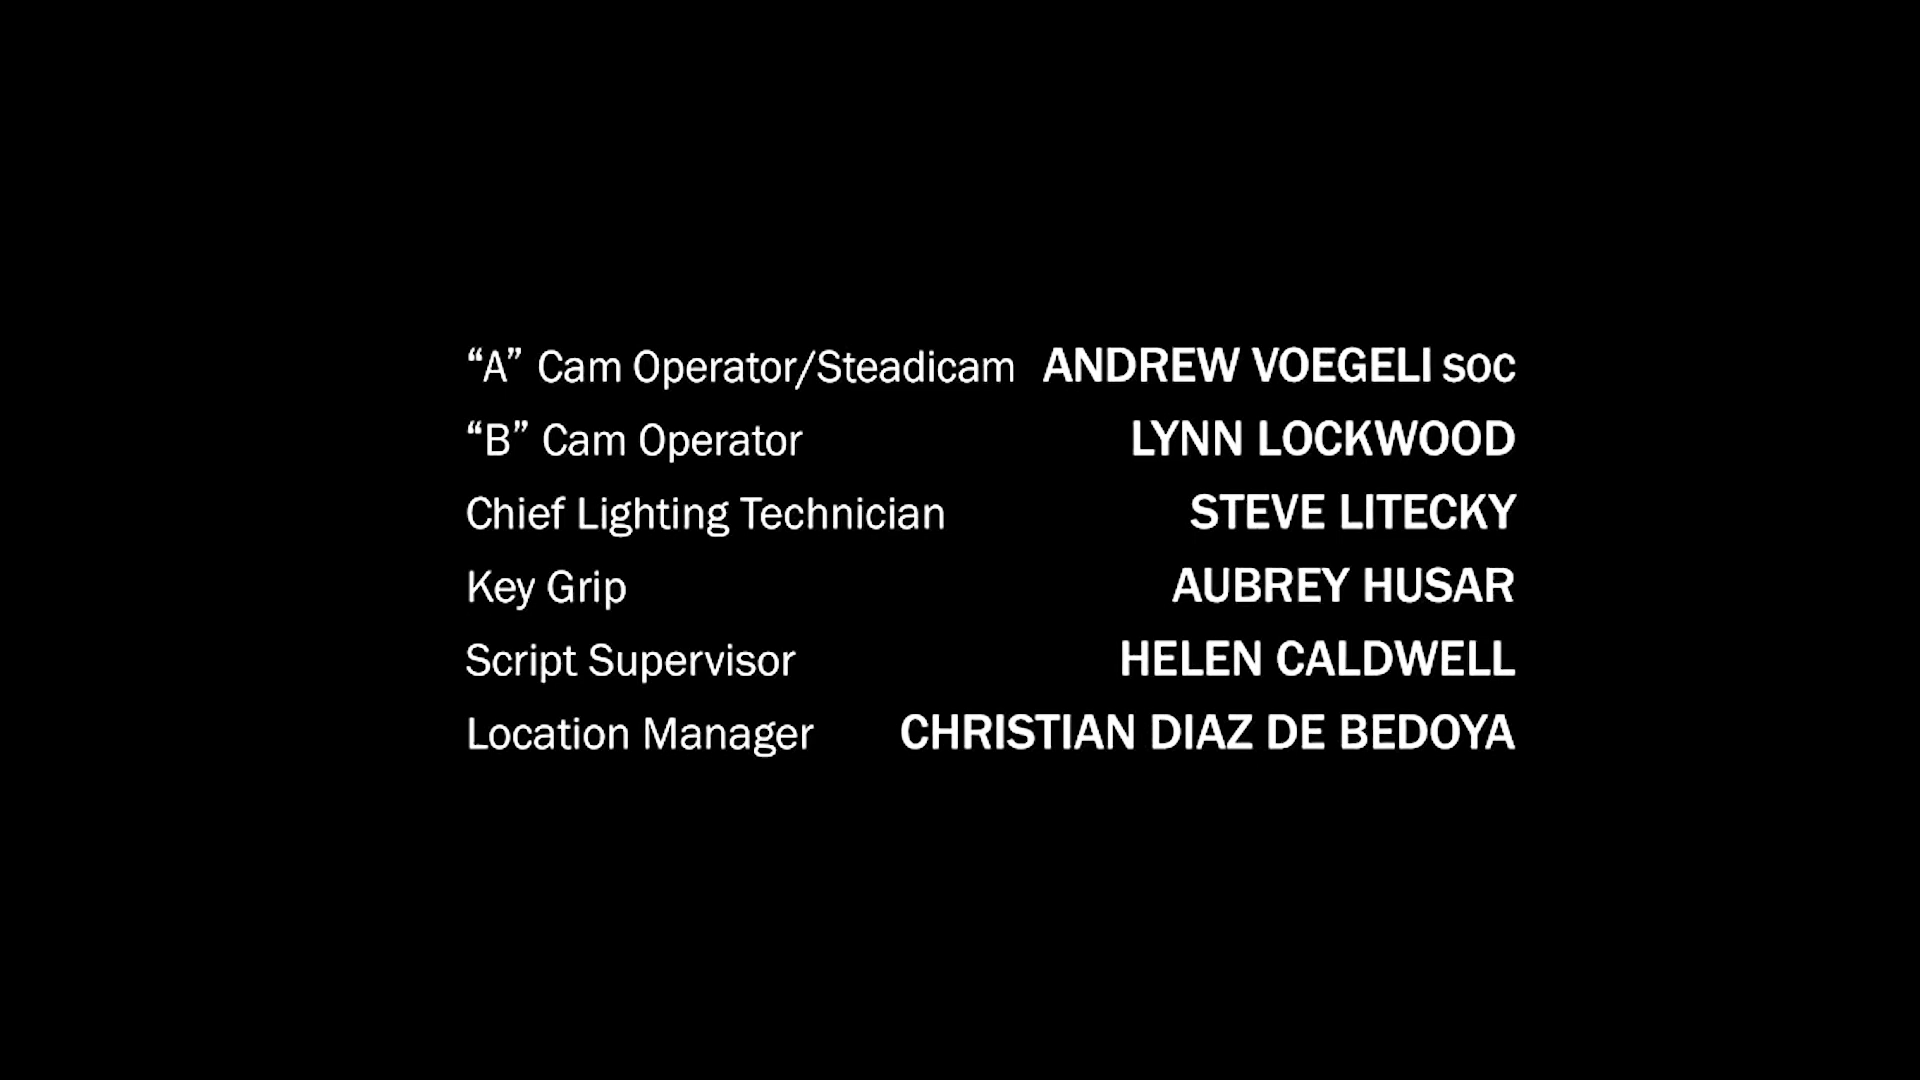 “A” Cam Operator/Steadicam ANDREW VOEGELI SOC
“B” Cam Operator LYNN LOCKWOOD
Chief Lighting Technician STEVE LITECKY
Key Grip AUBREY HUSAR
Script Supervisor HELEN CALDWELL
Location Manager CHRISTIAN DIAZ DE BEDOYA